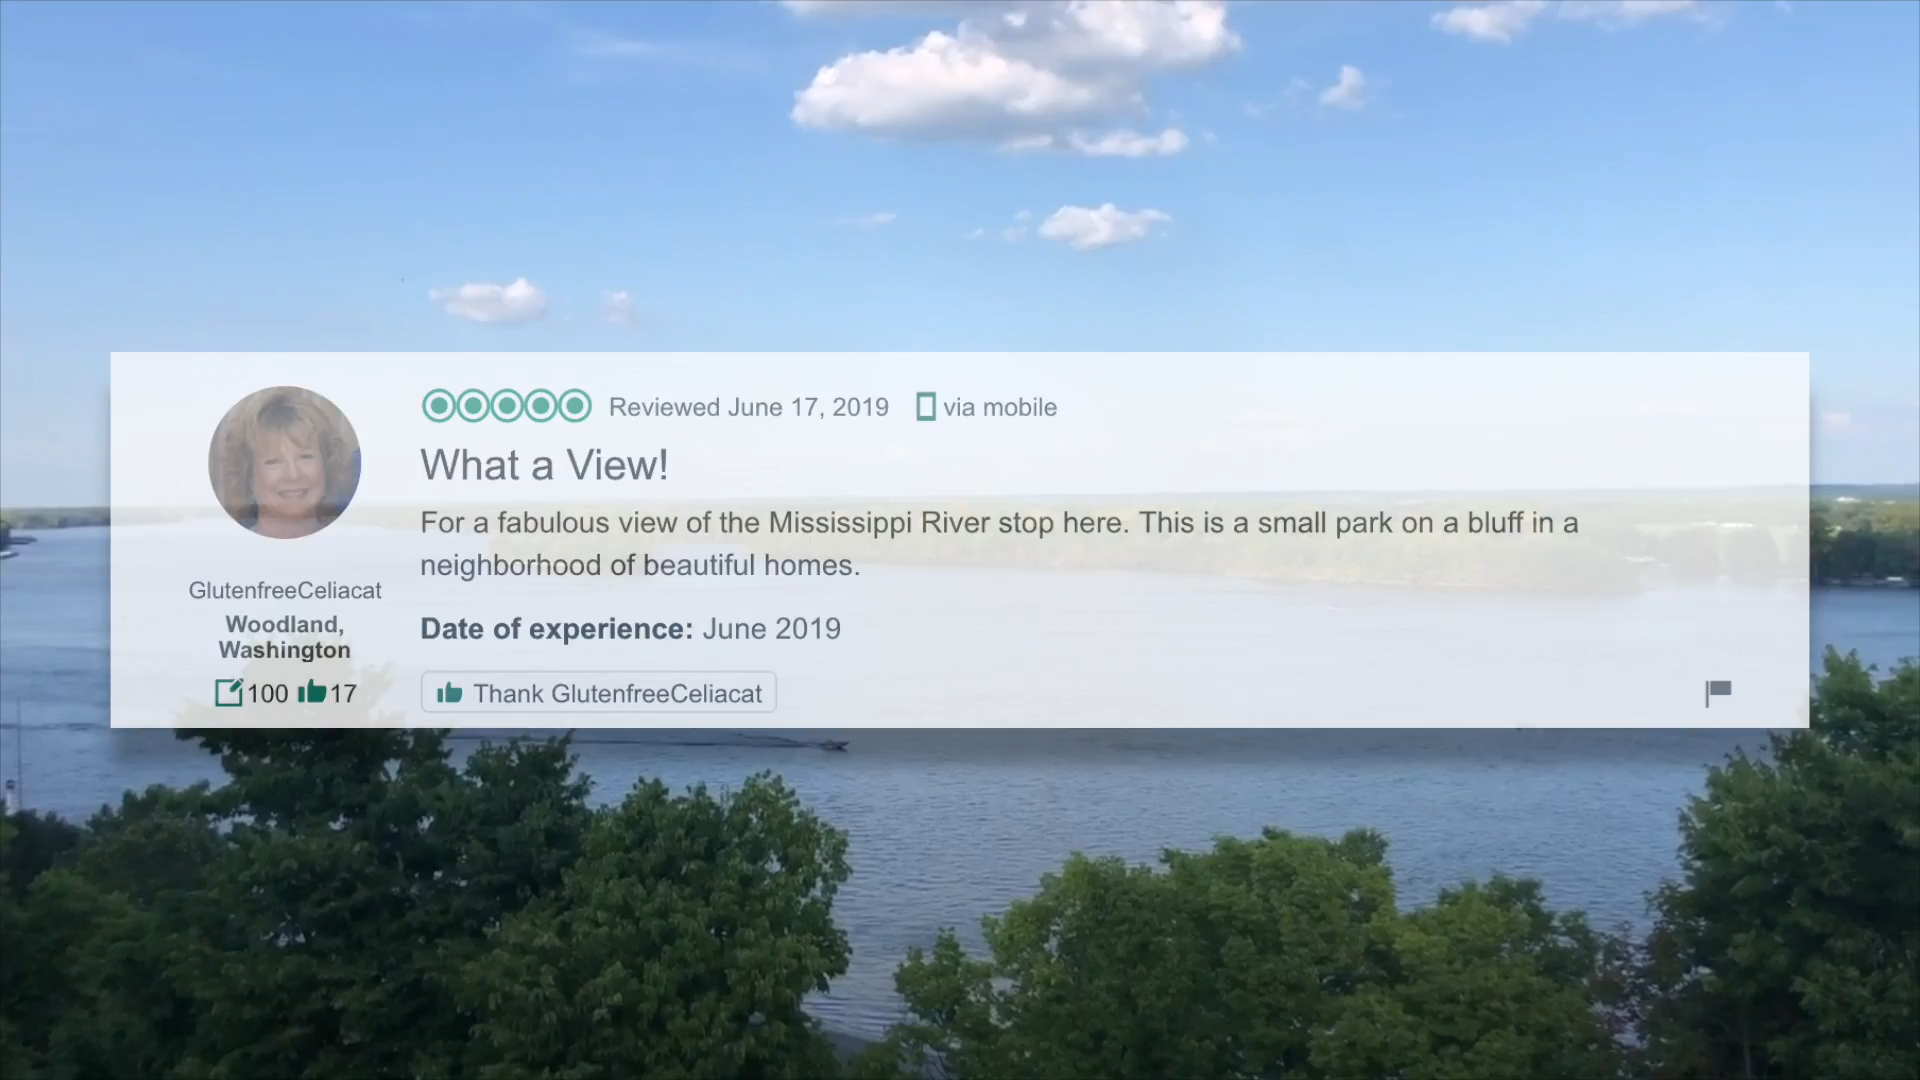 Reviewed June 17, 2019 via mobile
What a View!
For a fabulous view of the Mississippi River stop here. This is a small park on a bluff in a
neighborhood of beautiful homes.
GlutenfreeCeliacat
Woodland,
Washington
Date of experience: June 2019
100 17
Thank GlutenfreeCeliacat